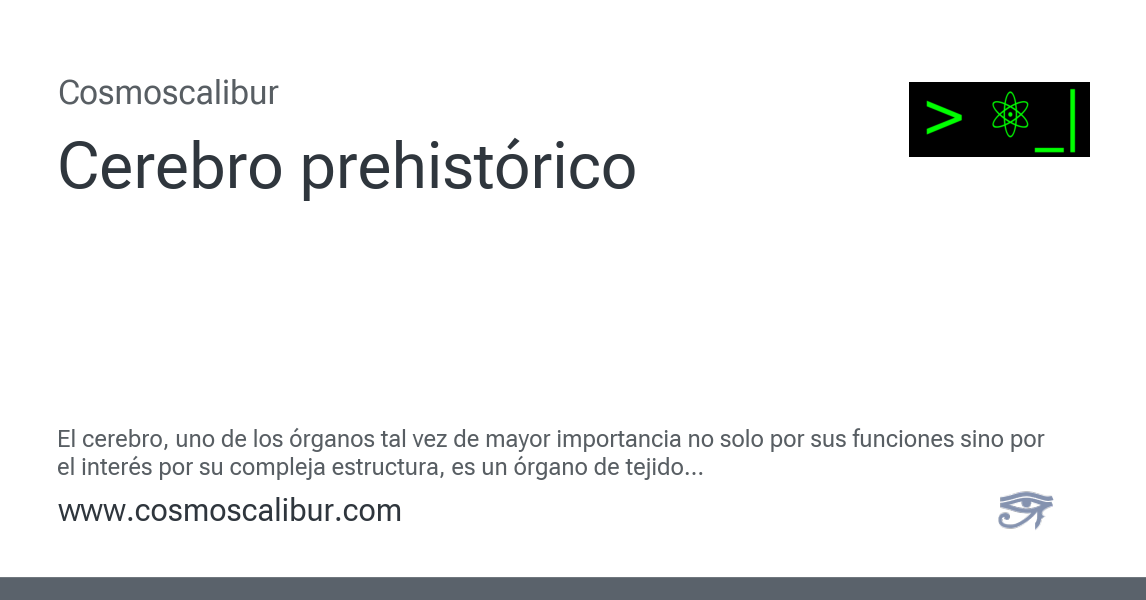 Cosmoscalibur
Cerebro prehistórico
> ⚛_|
El cerebro, uno de los órganos tal vez de mayor importancia no solo por sus funciones sino por
el interés por su compleja estructura, es un órgano de tejido...
www.cosmoscalibur.com